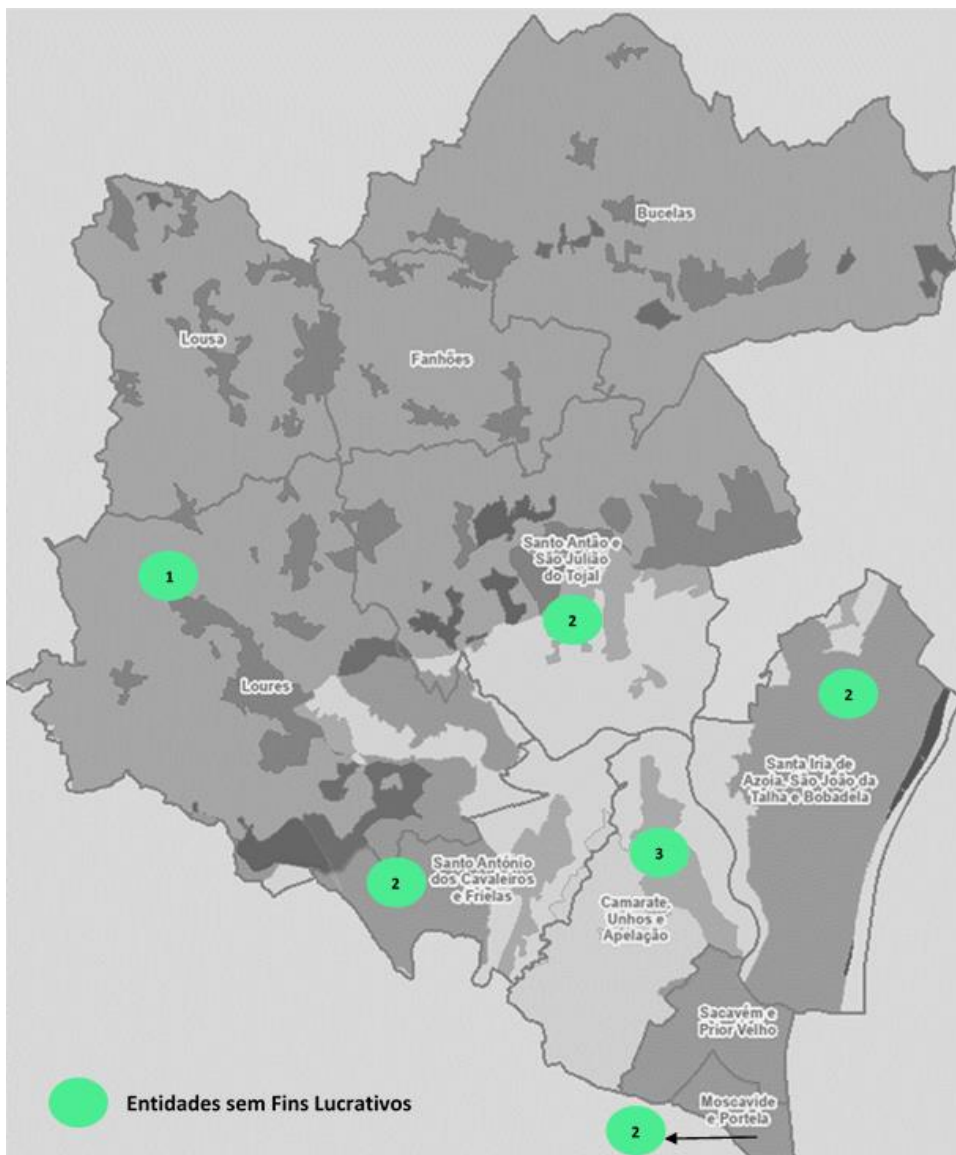 Bucelas
Lousa
Fanhões
Santo Antão e
São Julião
do Tojal
1
2
Loures
2
Santa Iria de
Azoia, São João da
Talha e Bobadela
Santo António
dos Cavaleiros
e Frielas
2
3
Camarate,
Unhos e
Apelação
Sacavém e
Prior Velho
Moscavide
e Portela
2
Entidades sem Fins Lucrativos